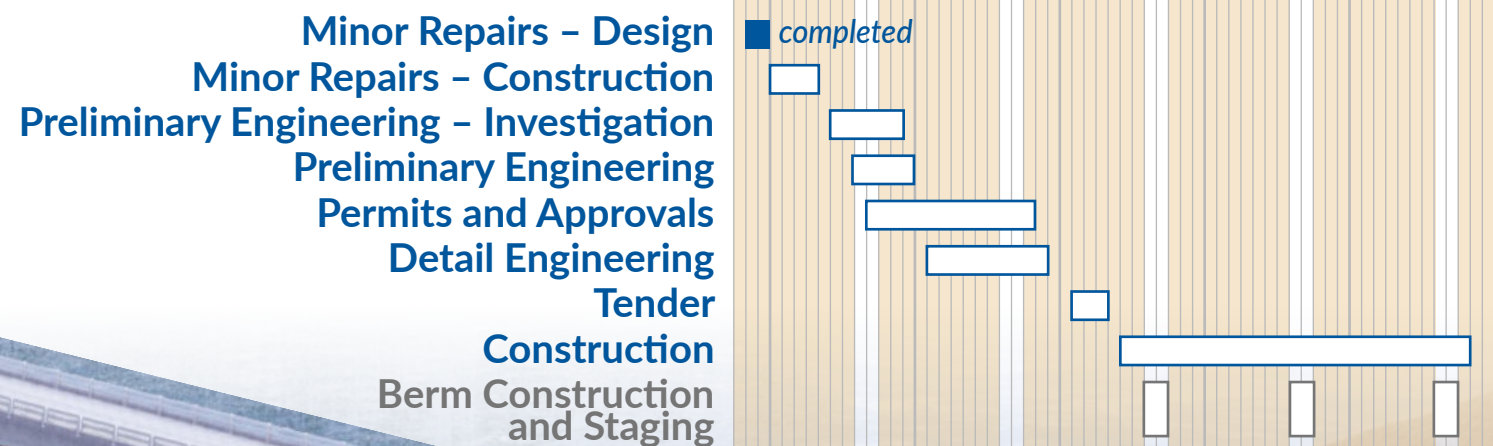 Minor Repairs – Design
completed
Minor Repairs – Construction
Preliminary Engineering – Investigation
Preliminary Engineering
Permits and Approvals
Detail Engineering
Tender
Construction
Berm Construction
and Staging